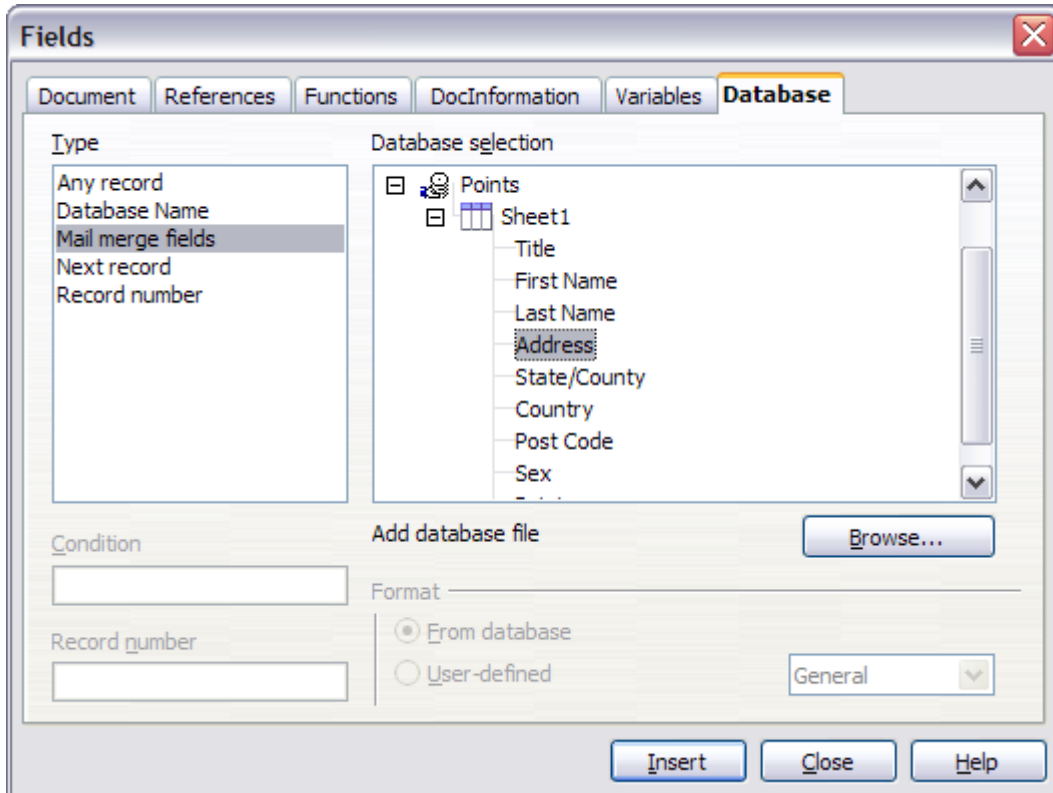 Fields
Document References Functions DocInformation Variables Database
Type
Any record
Database Name
Mail merge fields
Next record
Record number
Condition
Record number
Database selection
Points
Sheet1
Title
First Name
Last Name
Address
State/County
Country
Post Code
Sex
Add database file
Browse...
Format
From database
User-defined
General
Insert Close Help